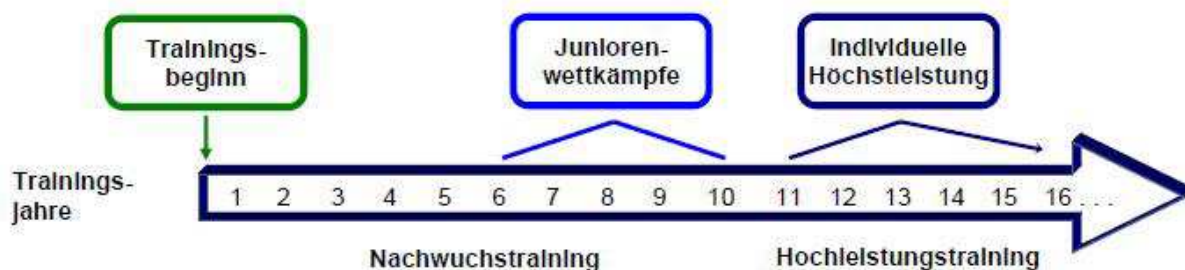 Trainings-
beginn
Junioren-
wettkämpfe
Individuelle
Höchstleistung
Trainings-
jahre
1 2 3 4 5 6 7 8 9 10 11 12 13 14 15 16 . . .
Nachwuchstraining
Hochleistungstraining